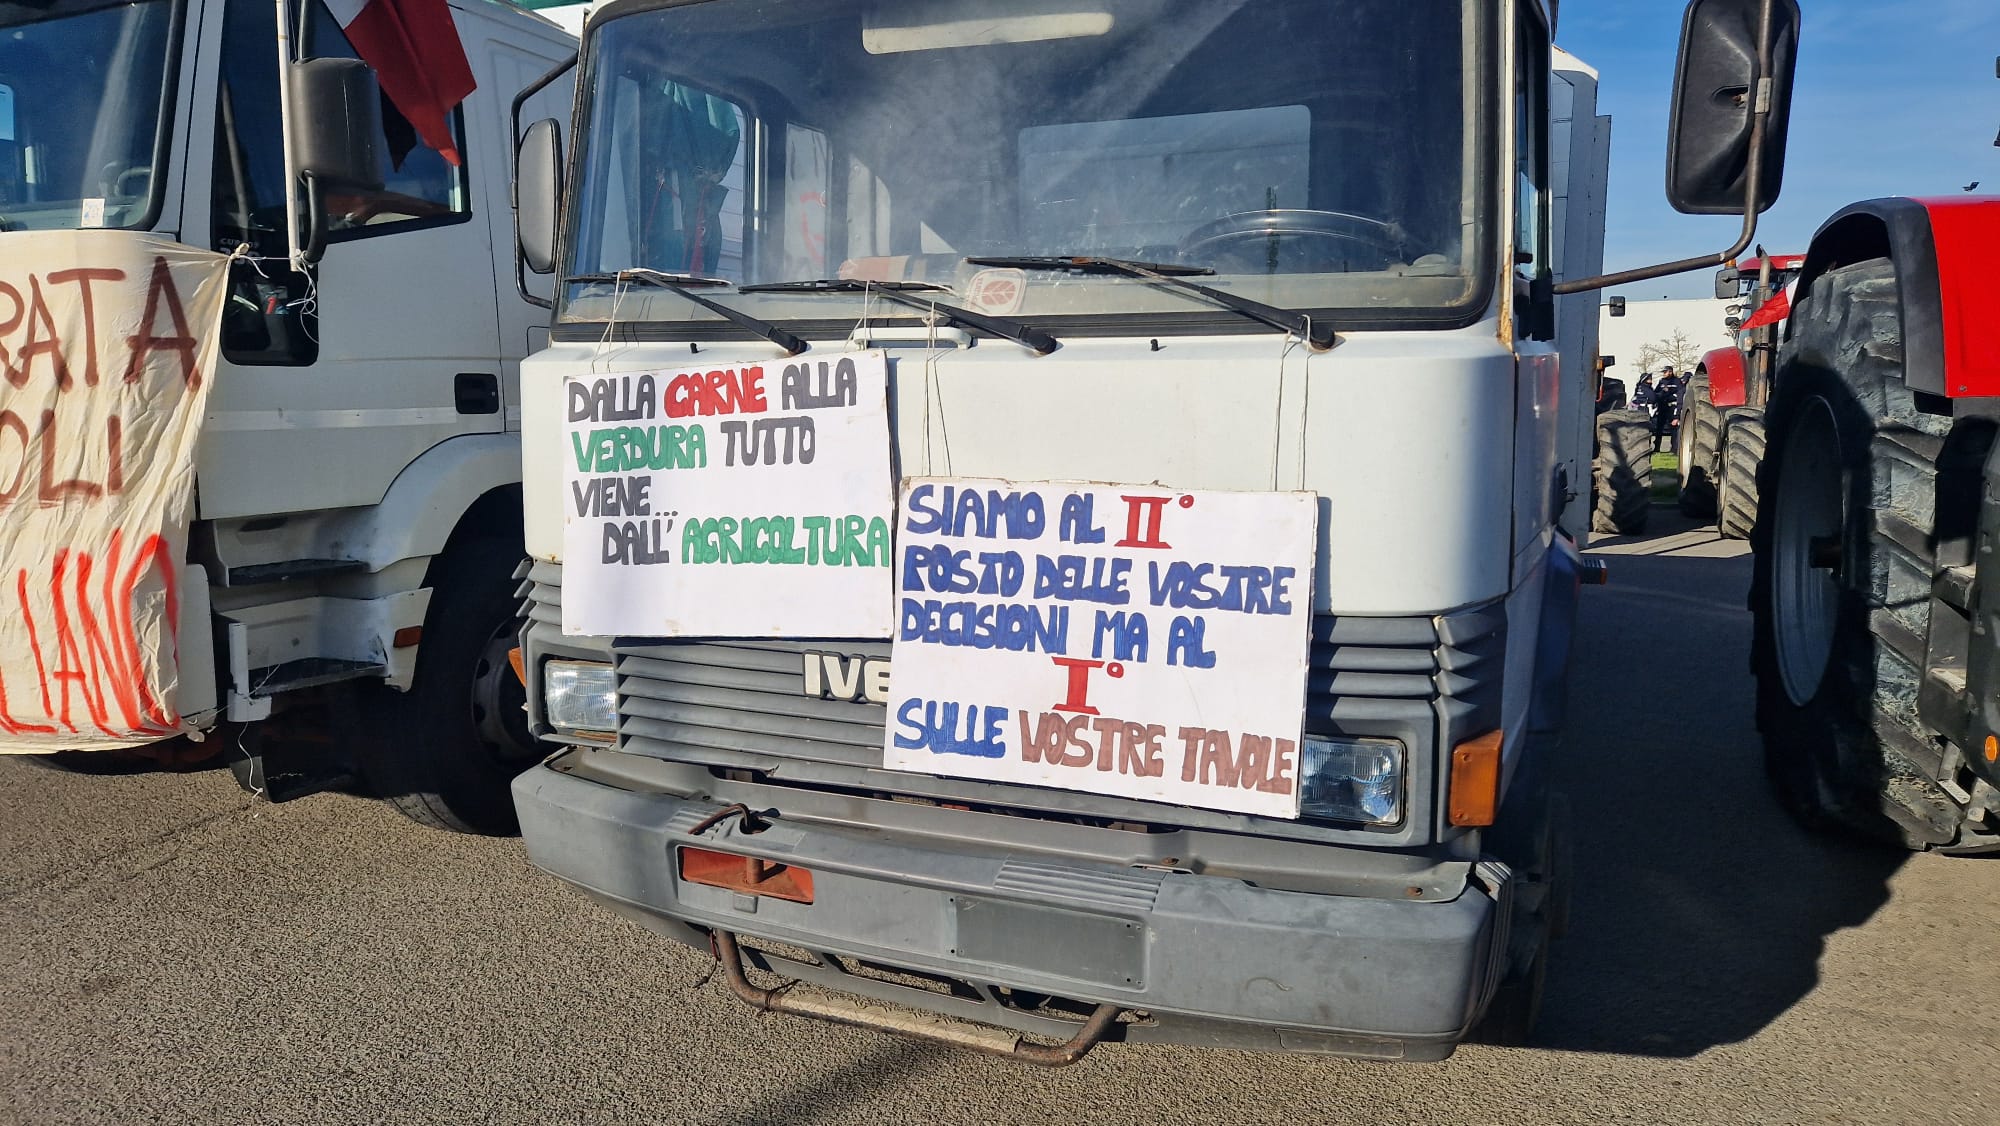 RATA
OLI
LIANO
DALLA CARNE ALLA
VERDURA TUTTO
VIENE...
DALL' AGRICOLTURA
SIAMO AL II°
POSTO DELLE VOSTRE
DECISIONI MA AL
I°
SULLE VOSTRE TAVOLE
IVE